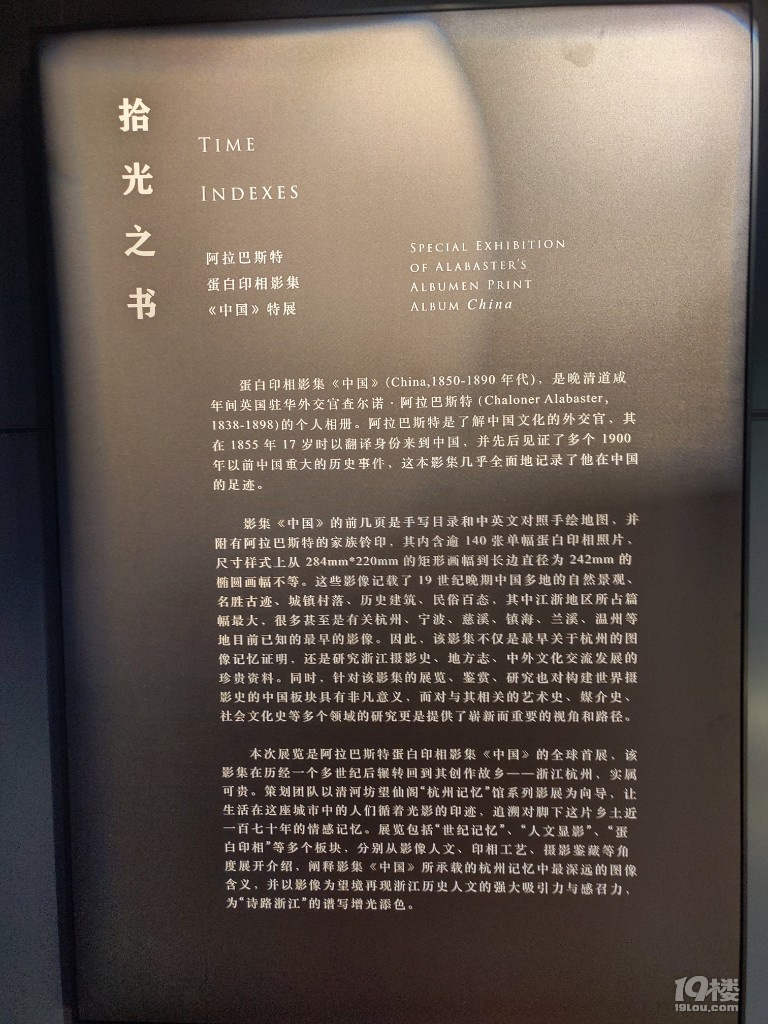 拾光之书
TIME
INDEXES
阿拉巴斯特
蛋白印相影集
《中国》特展
SPECIAL EXHIBITION
OF ALABASTER'S
ALBUMEN PRINT
ALBUM China
蛋白印相影集《中国》(China,1850-1890 年代)，是晚清道咸
年间英国驻华外交官查尔诺·阿拉巴斯特 (Chaloner Alabaster,
1838-1898)的个人相册。阿拉巴斯特是了解中国文化的外交官，其
在 1855 年 17 岁时以翻译身份来到中国，并先后见证了多个 1900
年以前中国重大的历史事件，这本影集几乎全面地记录了他在中国
的足迹。
影集《中国》的前几页是手写目录和中英文对照手绘地图，并
附有阿拉巴斯特的家族钤印，其内含逾 140 张单幅蛋白印相照片，
尺寸样式上从 284mm*220mm 的矩形画幅到长边直径为 242mm 的
椭圆画幅不等。这些影像记载了 19 世纪晚期中国多地的自然景观、
名胜古迹、城镇村落、历史建筑、民俗百态，其中江浙地区所占篇
幅最大，很多甚至是有关杭州、宁波、慈溪、镇海、兰溪、温州等
地目前已知的最早的影像。因此，该影集不仅是最早关于杭州的图
像记忆证明，还是研究浙江摄影史、地方志、中外文化交流发展的
珍贵资料。同时，针对该影集的展览、鉴赏、研究也对构建世界摄
影史的中国板块具有非凡意义，而对与其相关的艺术史、媒介史、
社会文化史等多个领域的研究更是提供了崭新而重要的视角和路径。
本次展览是阿拉巴斯特蛋白印相影集《中国》的全球首展，该
影集在历经一个多世纪后辗转回到其创作故乡——浙江杭州，实属
可贵。策划团队以清河坊望仙阁“杭州记忆”馆系列影展为向导，让
生活在这座城市中的人们循着光影的印迹，追溯对脚下这片乡土近
一百七十年的情感记忆。展览包括“世纪记忆”、“人文显影”、“蛋
白印相”等多个板块，分别从影像人文、印相工艺、摄影鉴藏等角
度展开介绍，阐释影集《中国》所承载的杭州记忆中最深远的图像
含义，并以影像为望境再现浙江历史人文的强大吸引力与感召力，
为“诗路浙江”的谱写增光添色。
19楼
19lou.com